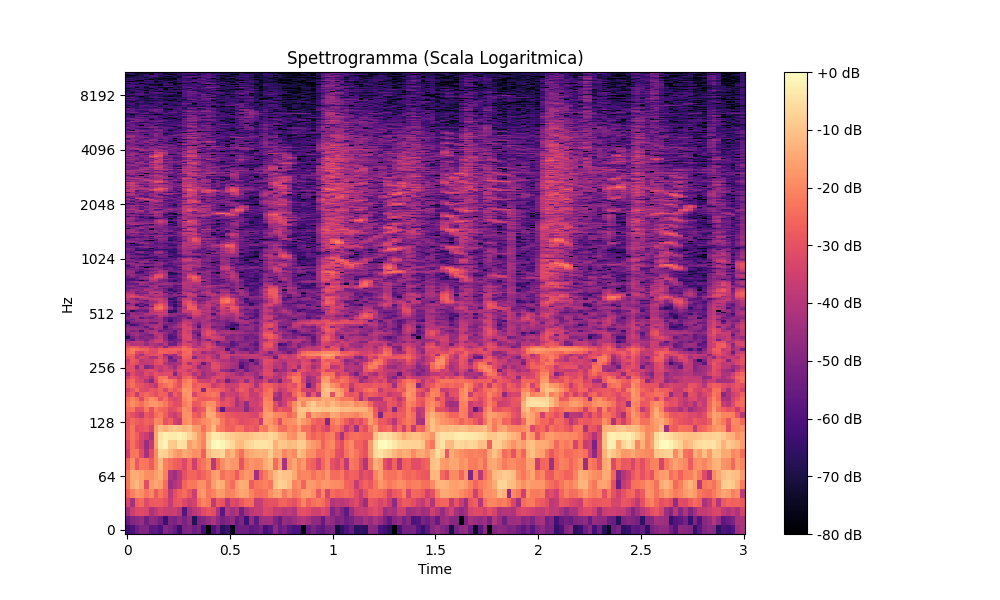 Spettrogramma (Scala Logaritmica)
8192
4096
2048
1024
512
256
128
64
0
Hz
0
0.5
1
1.5
2
2.5
3
Time
+0 dB
-10 dB
-20 dB
-30 dB
-40 dB
-50 dB
-60 dB
-70 dB
-80 dB